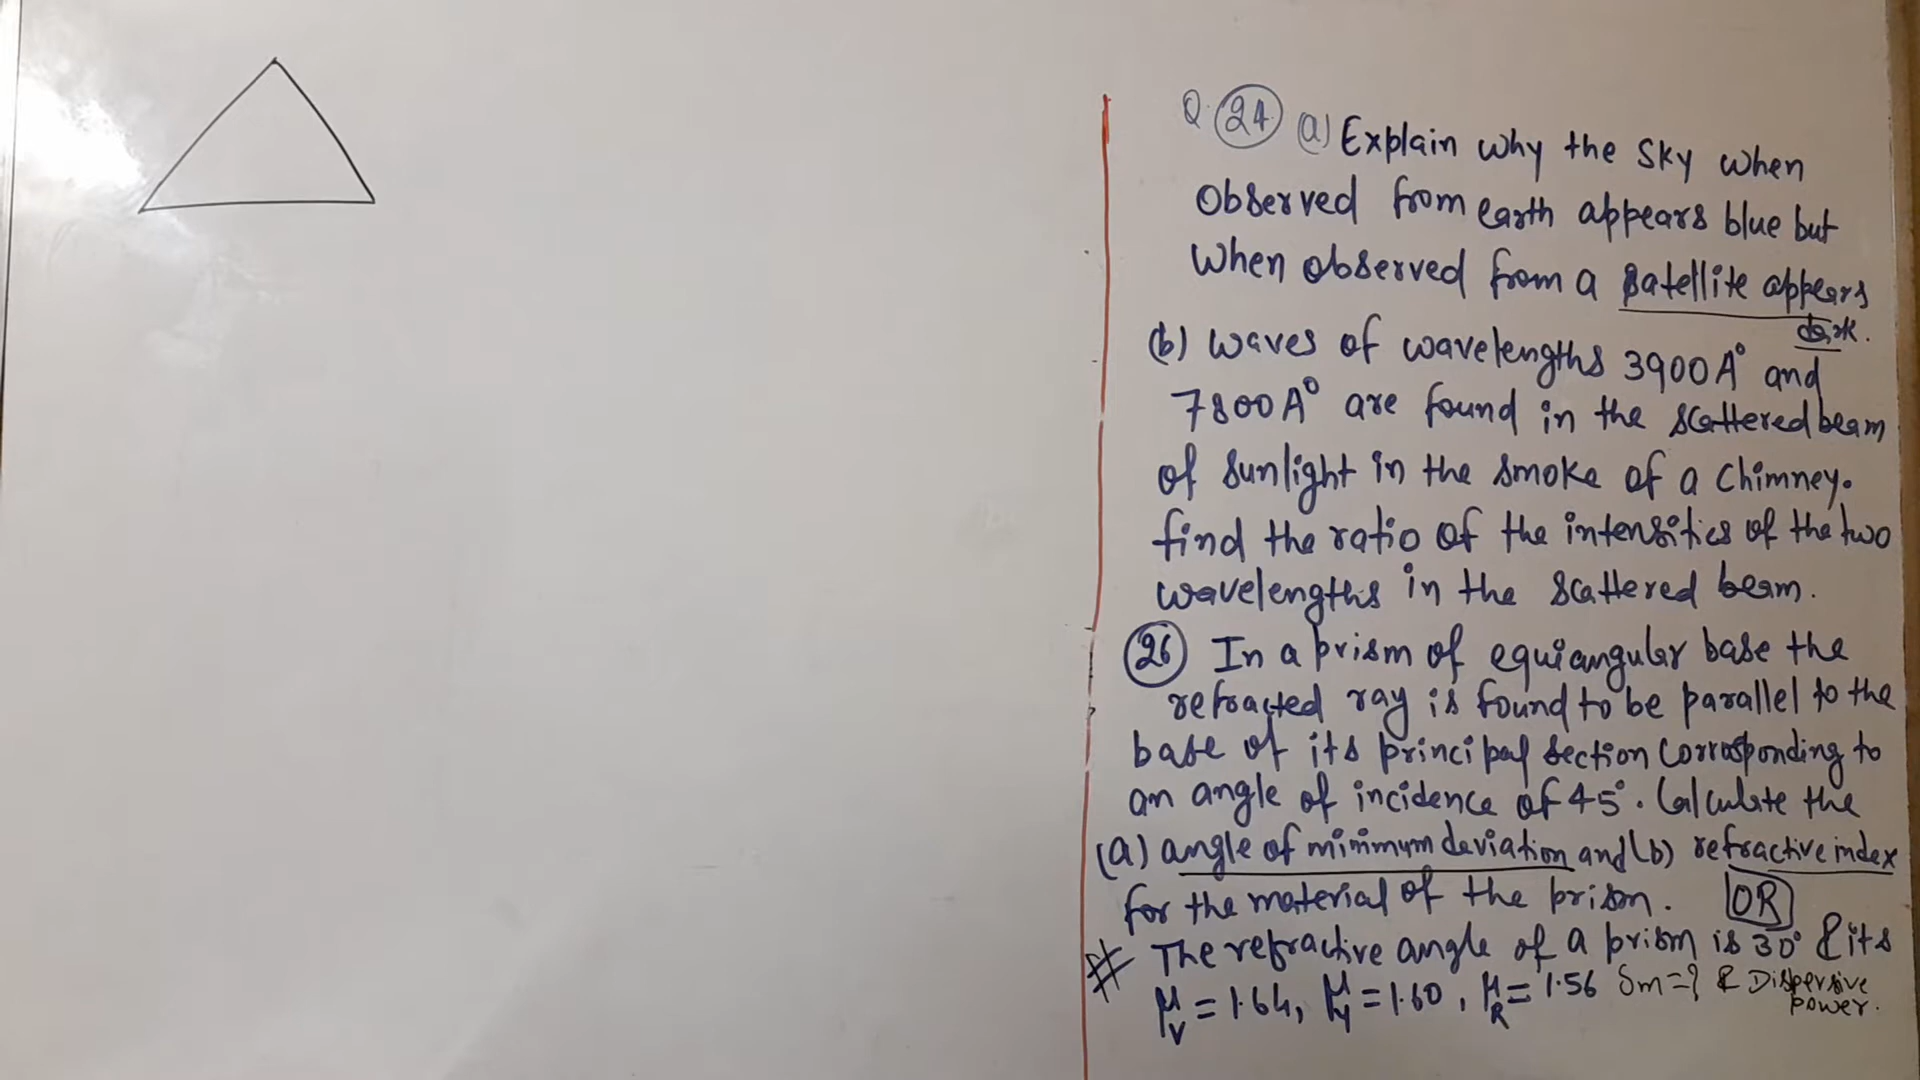 Q. 24 (a) Explain why the sky when
observed from earth appears blue but
when observed from a satellite appears
dark.
(b) waves of wavelengths 3900 A° and
7800 A° are found in the scattered beam
of sunlight in the smoke of a chimney.
find the ratio of the intensities of the two
wavelengths in the scattered beam.
26 In a prism of equiangular base the
refracted ray is found to be parallel to the
base of its principal section corresponding to
an angle of incidence of 45°. Calculate the
(a) angle of minimum deviation and (b) refractive index
for the material of the prism. OR
# The refractive angle of a prism is 30° & its
μV = 1.64, μY = 1.60, μR = 1.56 δm = ? & Dispersive
power.